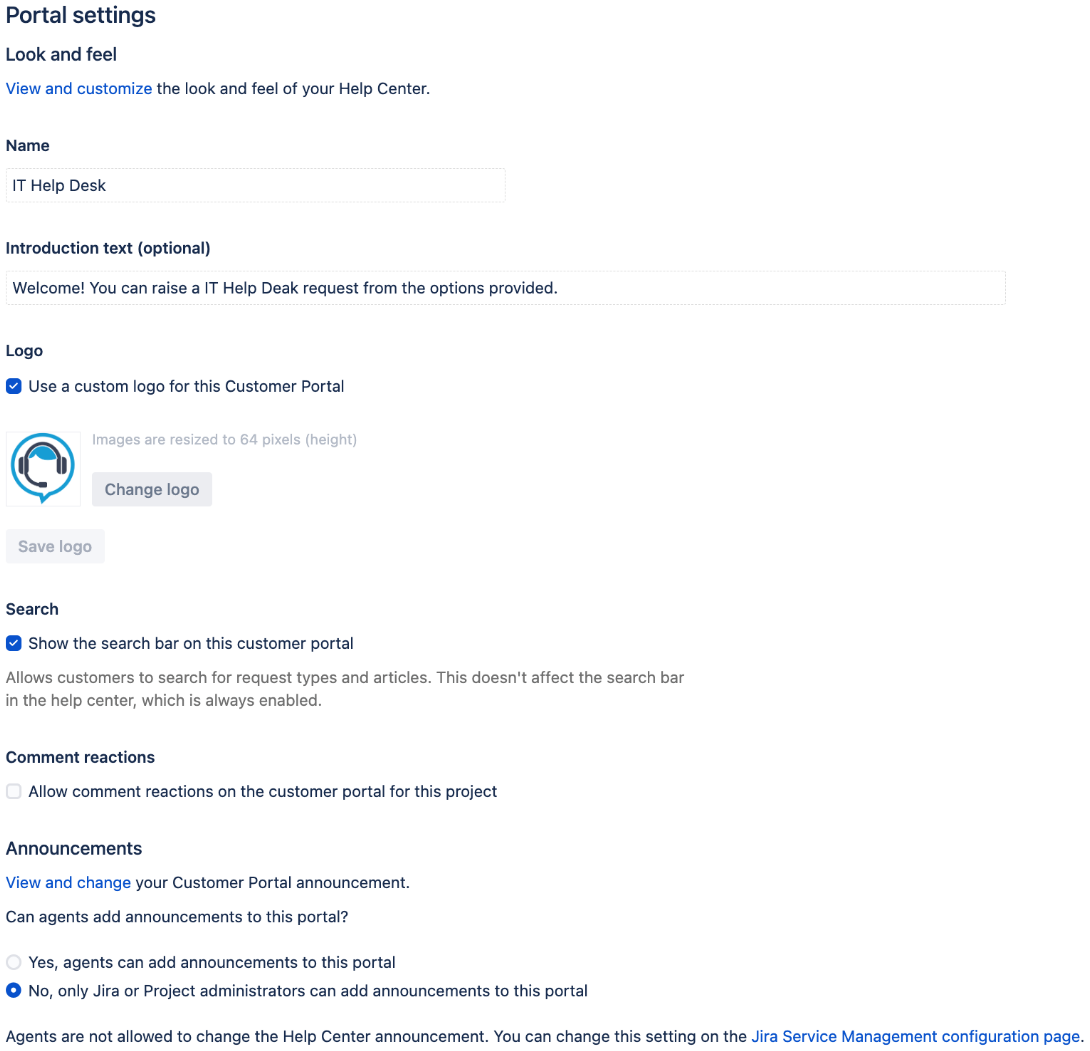 Portal settings
Look and feel
View and customize the look and feel of your Help Center.
Name
IT Help Desk
Introduction text (optional)
Welcome! You can raise a IT Help Deak request from the options provided.
Logo
Use a custom logo for this Customer Portal
Images are resized to 64 pixels (height)
Change logo
Save logo
Search
Show the search bar on this customer portal
Allows customers to search for request types and articles. This doesn't affect the search bar
in the help center, which is always enabled.
Comment reactions
Allow comment reactions on the customer portal for this project
Announcements
View and change your Customer Portal announcement.
Can agents add announcements to this portal?
Yes, agents can add announcements to this portal
No, only Jira or Project administrators can add announcements to this portal
Agents are not allowed to change the Help Center announcement. You can change this setting on the Jira Service Management configuration page.